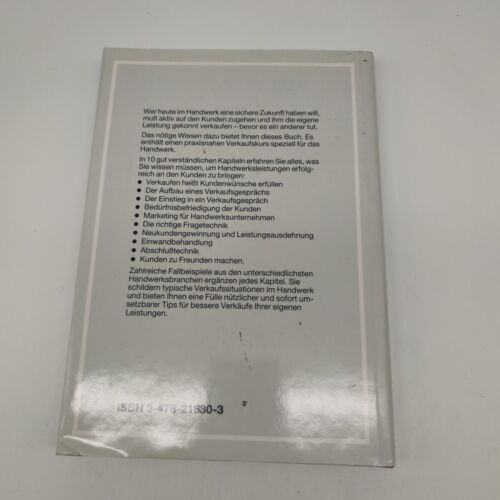 Wer heute im Handwerk eine sichere Zukunft haben will,
muß aktiv auf den Kunden zugehen und ihm die eigene
Leistung gekonnt verkaufen – bevor es ein anderer tut.
Das nötige Wissen dazu bietet Ihnen dieses Buch. Es
enthält einen praxisnahen Verkaufskurs speziell für das
Handwerk.
In 10 gut verständlichen Kapiteln erfahren Sie alles, was
Sie wissen müssen, um Handwerksleistungen erfolg-
reich an den Kunden zu bringen:
● Verkaufen heißt Kundenwünsche erfüllen
● Der Aufbau eines Verkaufsgesprächs
● Der Einstieg in ein Verkaufsgespräch
● Bedürfnisbefriedigung der Kunden
● Marketing für Handwerksunternehmen
● Die richtige Fragetechnik
● Neukundengewinnung und Leistungsausdehnung
● Einwandbehandlung
● Abschlußtechnik
● Kunden zu Freunden machen.
Zahlreiche Fallbeispiele aus den unterschiedlichsten
Handwerksbranchen ergänzen jedes Kapitel. Sie
schildern typische Verkaufssituationen im Handwerk
und bieten Ihnen eine Fülle nützlicher und sofort um-
setzbarer Tips für bessere Verkäufe Ihrer eigenen
Leistungen.
ISBN 3-478-21630-3